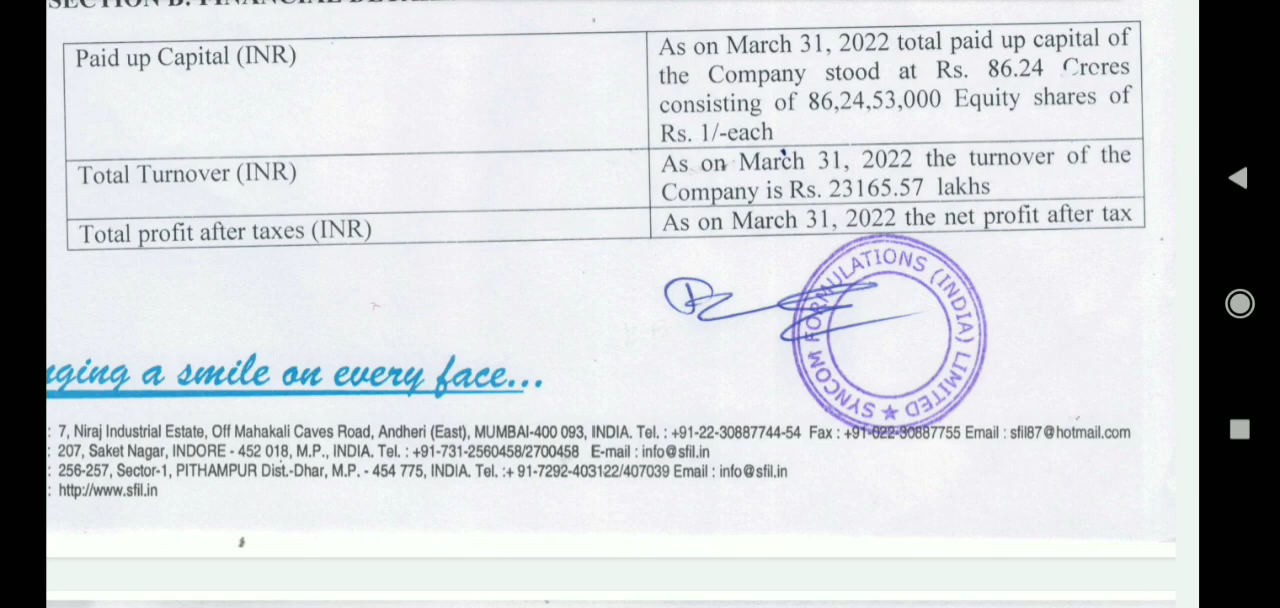 Paid up Capital (INR)
As on March 31, 2022 total paid up capital of
the Company stood at Rs. 86.24 Crores
consisting of 86,24,53,000 Equity shares of
Rs. 1/-each
Total Turnover (INR)
As on March 31, 2022 the turnover of the
Company is Rs. 23165.57 lakhs
Total profit after taxes (INR)
As on March 31, 2022 the net profit after tax
SYNCOM FORMULATIONS (INDIA) LIMITED ★
a smile on every face...
: 7, Niraj Industrial Estate, Off Mahakali Caves Road, Andheri (East), MUMBAI-400 093, INDIA. Tel. : +91-22-30887744-54 Fax : +91-022-30887755 Email : sfil87@hotmail.com
: 207, Saket Nagar, INDORE - 452 018, M.P., INDIA. Tel. : +91-731-2560458/2700458 E-mail : info@sfil.in
: 256-257, Sector-1, PITHAMPUR Dist.-Dhar, M.P. - 454 775, INDIA. Tel. :+ 91-7292-403122/407039 Email : info@sfil.in
: http://www.sfil.in